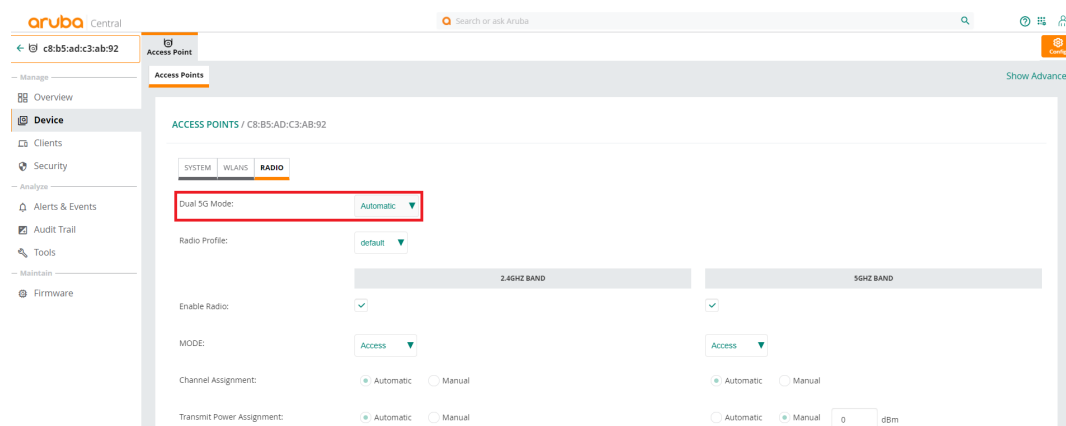 aruba Central
Search or ask Aruba
c8:b5:ad:c3:ab:92
Access Point
Config
Manage
Access Points
Show Advance
Overview
Device
ACCESS POINTS / C8:B5:AD:C3:AB:92
Clients
Security
SYSTEM WLANS RADIO
Analyze
Alerts & Events
Dual 5G Mode: Automatic
Audit Trail
Radio Profile: default
Tools
Maintain
2.4GHZ BAND 5GHZ BAND
Firmware
Enable Radio:
MODE: Access Access
Channel Assignment: Automatic Manual Automatic Manual
Transmit Power Assignment: Automatic Manual Automatic Manual 0 dBm